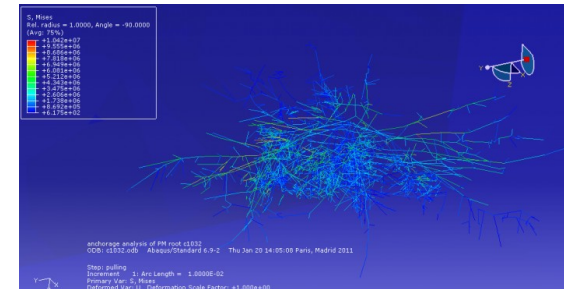 S, Mises
Rel. radius = 1.0000, Angle = -90.0000
(Avg: 75%)
+1.042e+07
+9.555e+06
+8.686e+06
+7.818e+06
+6.949e+06
+6.081e+06
+5.212e+06
+4.343e+06
+3.475e+06
+2.606e+06
+1.738e+06
+8.692e+05
+6.175e+02
Y
X
Z
anchorage analysis of PM root c1032
ODB: c1032.odb Abaqus/Standard 6.9-2 Thu Jan 20 14:05:08 Paris, Madrid 2011
Step: pulling
Increment 1: Arc Length = 1.0000E-02
Primary Var: S, Mises
Deformed Var: U Deformation Scale Factor: +1.000e+00
Y
X